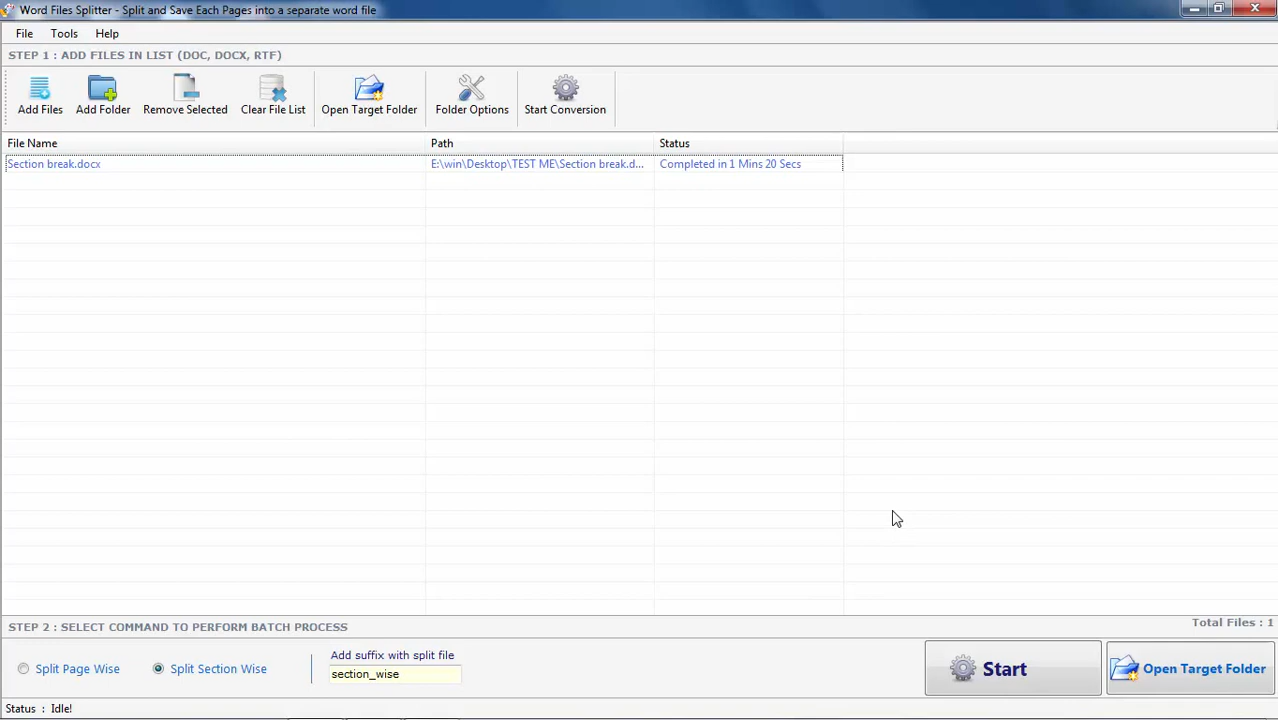 Word Files Splitter - Split and Save Each Pages into a separate word file
File Tools Help
STEP 1 : ADD FILES IN LIST (DOC, DOCX, RTF)
Add Files Add Folder Remove Selected Clear File List Open Target Folder Folder Options Start Conversion
File Name Path Status
Section break.docx E:\win\Desktop\TEST ME\Section break.d... Completed in 1 Mins 20 Secs
STEP 2 : SELECT COMMAND TO PERFORM BATCH PROCESS Total Files : 1
Add suffix with split file
Split Page Wise Split Section Wise section_wise Start Open Target Folder
Status : Idle!